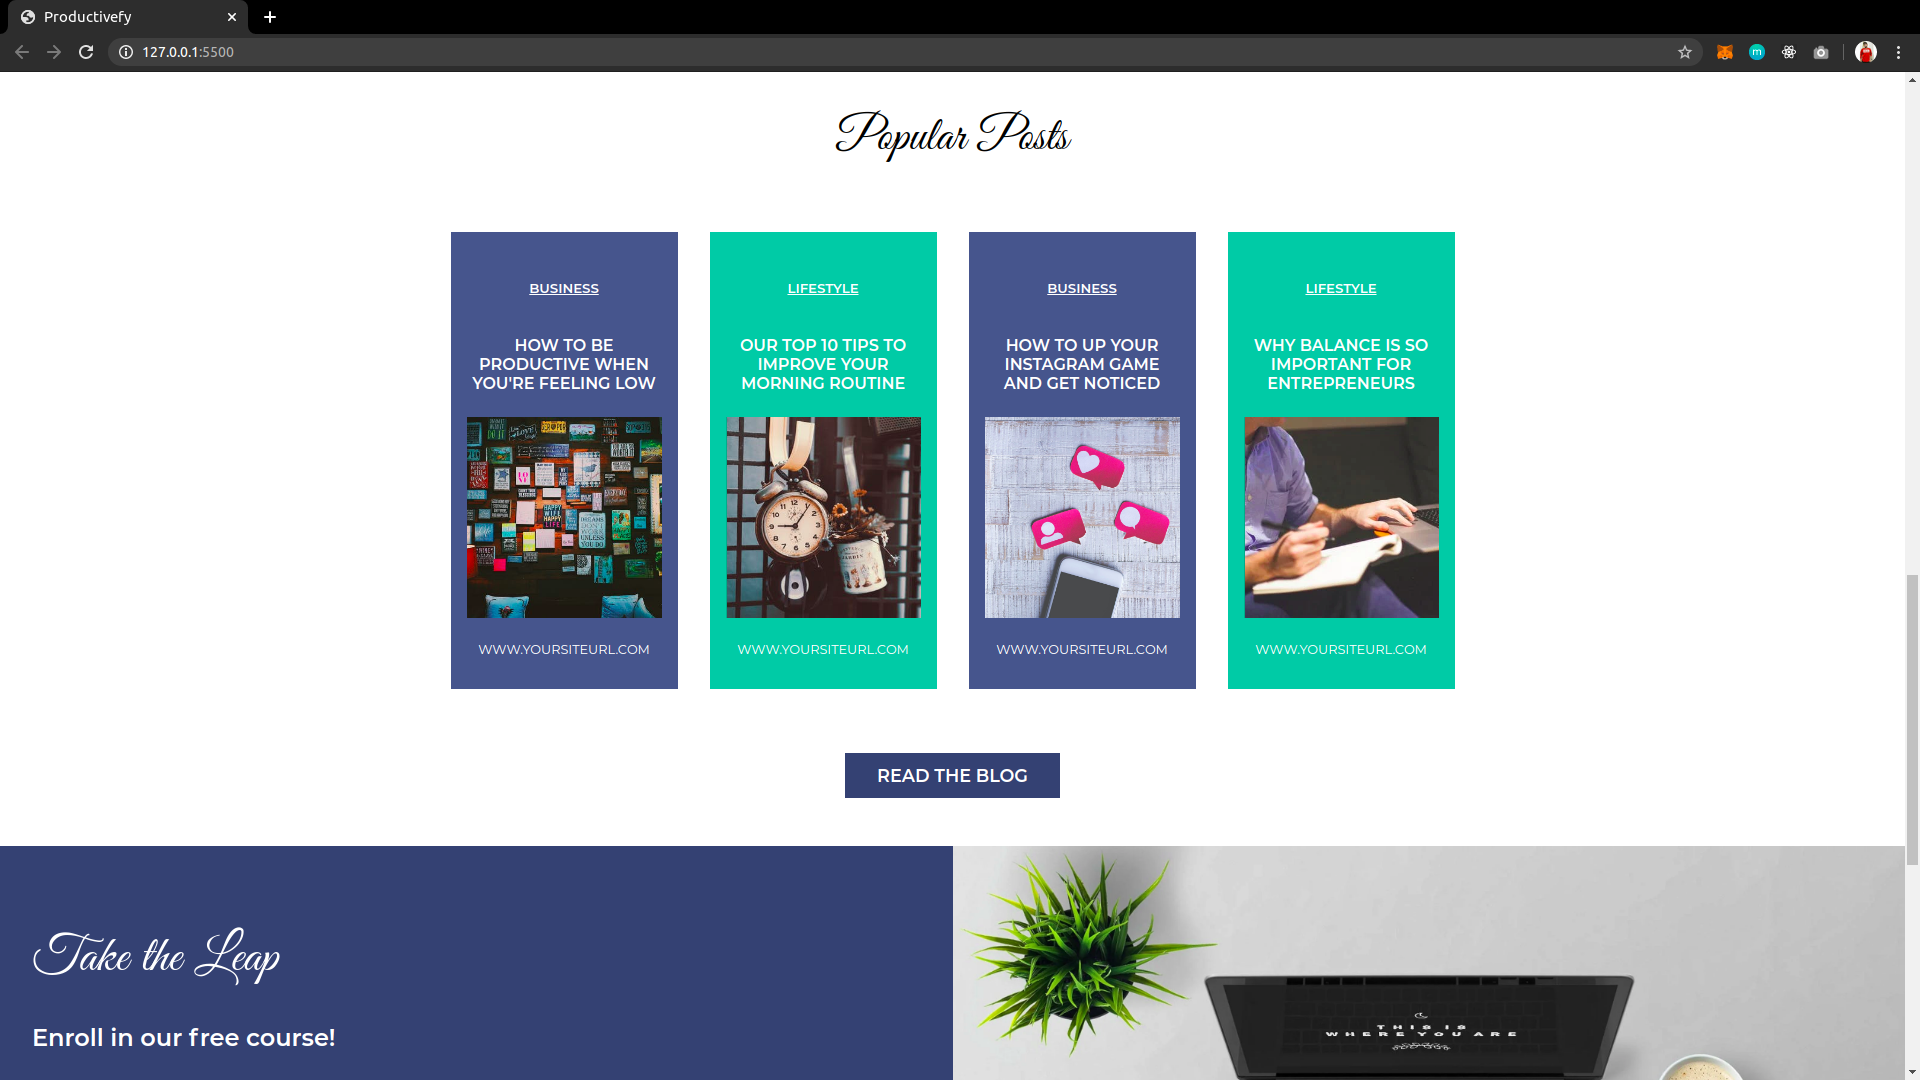 Productivefy
127.0.0.1:5500
Popular Posts
BUSINESS
HOW TO BE
PRODUCTIVE WHEN
YOU'RE FEELING LOW
WWW.YOURSITEURL.COM
LIFESTYLE
OUR TOP 10 TIPS TO
IMPROVE YOUR
MORNING ROUTINE
WWW.YOURSITEURL.COM
BUSINESS
HOW TO UP YOUR
INSTAGRAM GAME
AND GET NOTICED
WWW.YOURSITEURL.COM
LIFESTYLE
WHY BALANCE IS SO
IMPORTANT FOR
ENTREPRENEURS
WWW.YOURSITEURL.COM
READ THE BLOG
Take the Leap
Enroll in our free course!
THIS IS
WHERE YOU ARE